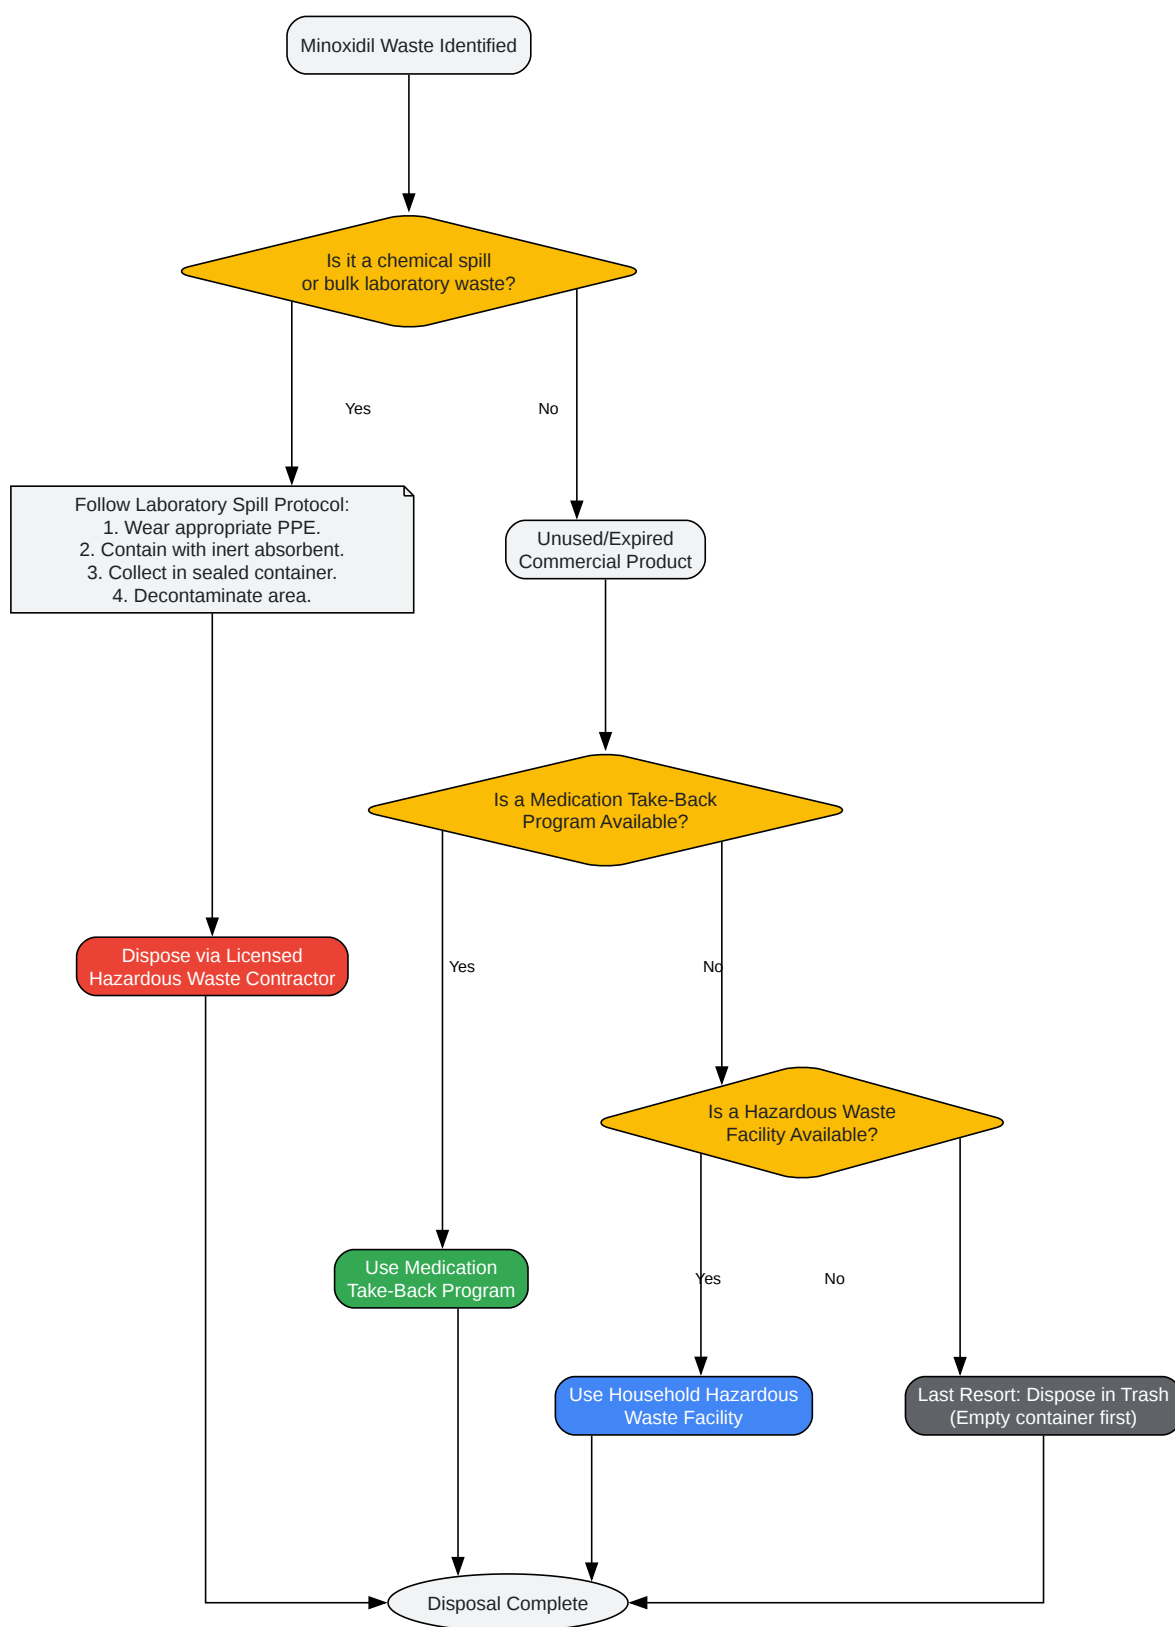 Minoxidil Waste Identified
Is it a chemical spill
or bulk laboratory waste?
Yes
No
Follow Laboratory Spill Protocol:
1. Wear appropriate PPE.
2. Contain with inert absorbent.
3. Collect in sealed container.
4. Decontaminate area.
Unused/Expired
Commercial Product
Is a Medication Take-Back
Program Available?
Dispose via Licensed
Hazardous Waste Contractor
Yes
No
Is a Hazardous Waste
Facility Available?
Use Medication
Take-Back Program
Yes
No
Use Household Hazardous
Waste Facility
Last Resort: Dispose in Trash
(Empty container first)
Disposal Complete